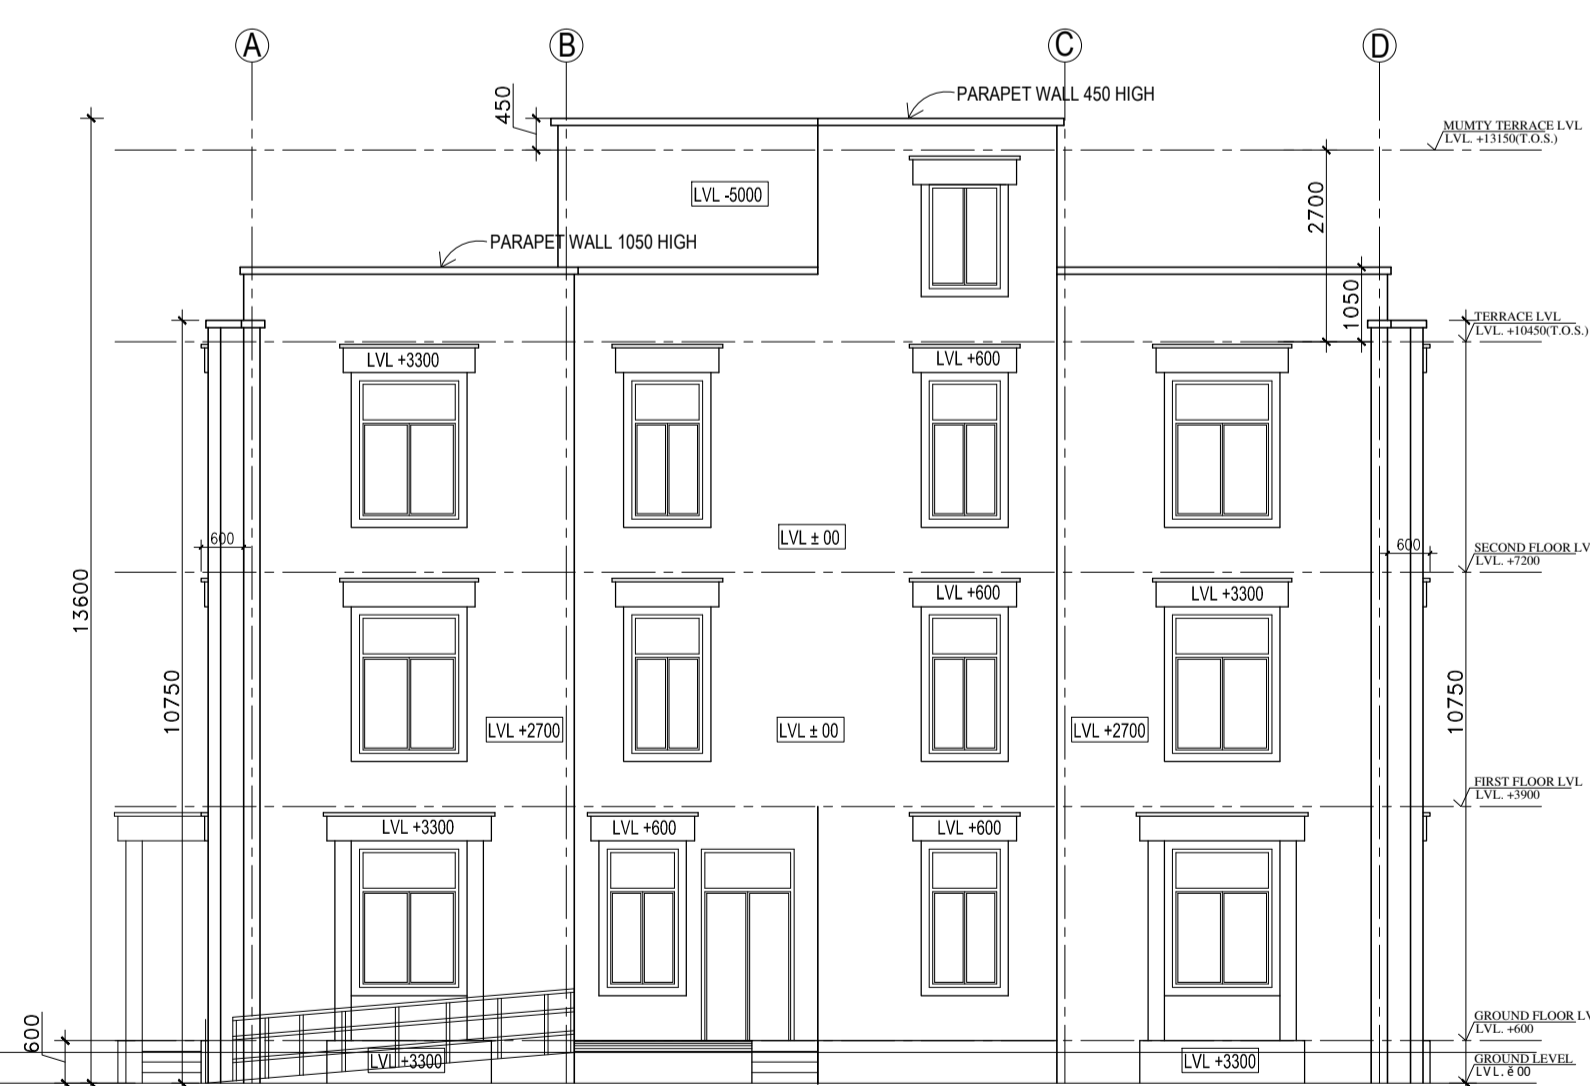 A
B
C
D
450
PARAPET WALL 450 HIGH
MUMTY TERRACE LVL
LVL. +13150(T.O.S.)
LVL -5000
2700
PARAPET WALL 1050 HIGH
1050
TERRACE LVL
LVL. +10450(T.O.S.)
LVL +3300
LVL +600
600
LVL ± 00
600
SECOND FLOOR LV
LVL. +7200
13600
LVL +600
LVL +3300
10750
LVL +2700
LVL ± 00
LVL +2700
10750
FIRST FLOOR LVL
LVL. +3900
LVL +3300
LVL +600
LVL +600
600
GROUND FLOOR LV
LVL. +600
LVL +3300
LVL +3300
GROUND LEVEL
LVL. ě 00